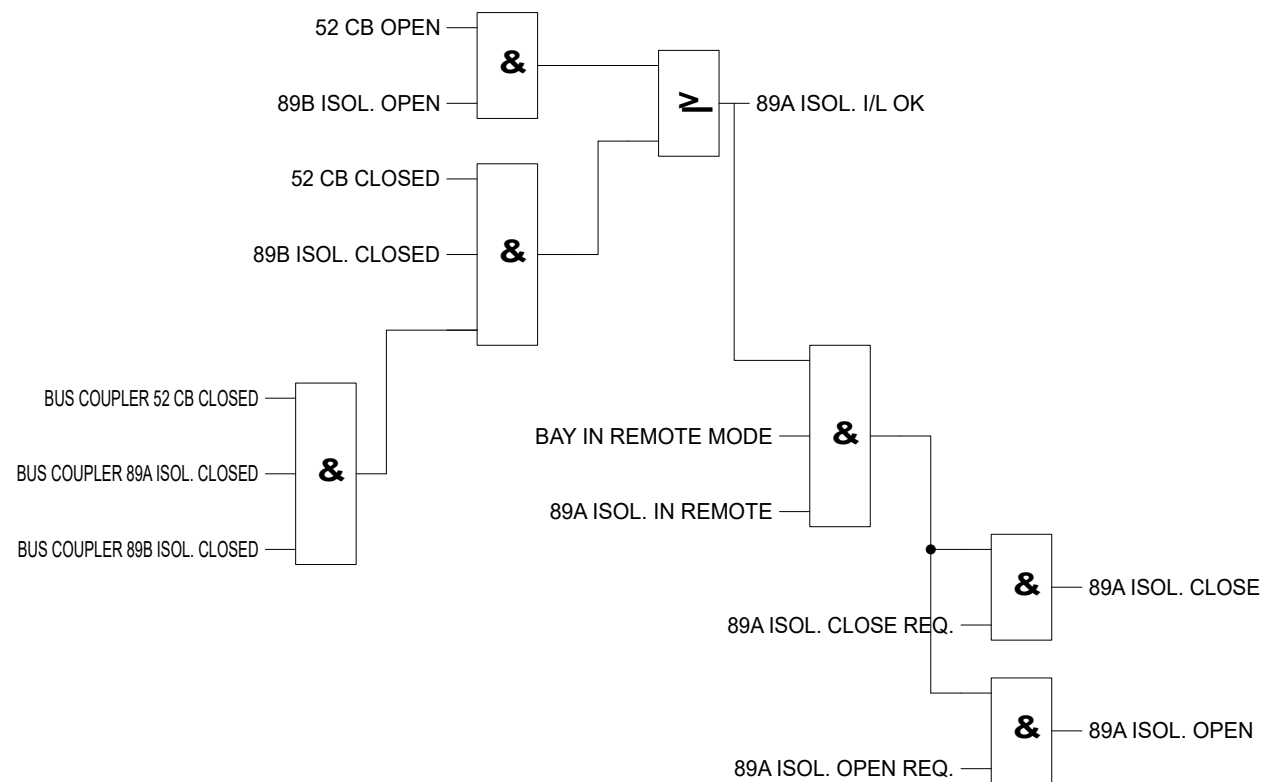 52 CB OPEN
&
89B ISOL. OPEN
≥
89A ISOL. I/L OK
52 CB CLOSED
89B ISOL. CLOSED
&
BUS COUPLER 52 CB CLOSED
BUS COUPLER 89A ISOL. CLOSED
&
BUS COUPLER 89B ISOL. CLOSED
BAY IN REMOTE MODE
&
89A ISOL. IN REMOTE
&
89A ISOL. CLOSE
89A ISOL. CLOSE REQ.
&
89A ISOL. OPEN
89A ISOL. OPEN REQ.